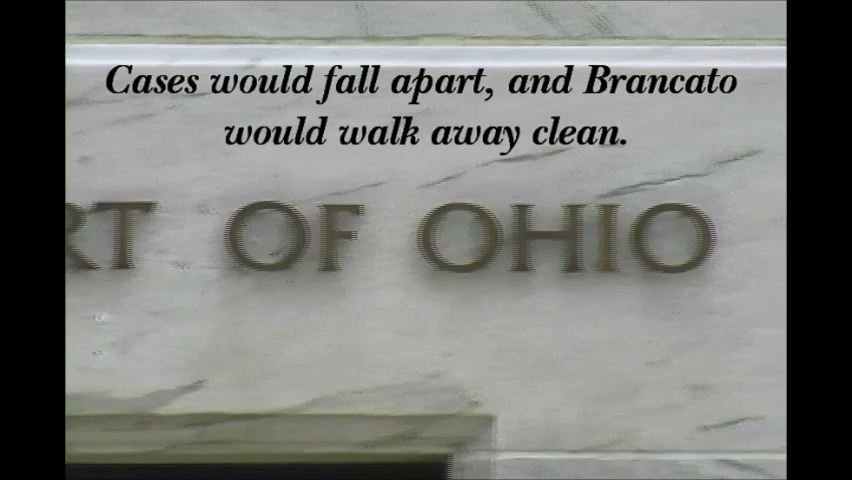 Cases would fall apart, and Brancato
would walk away clean.
RT OF OHIO